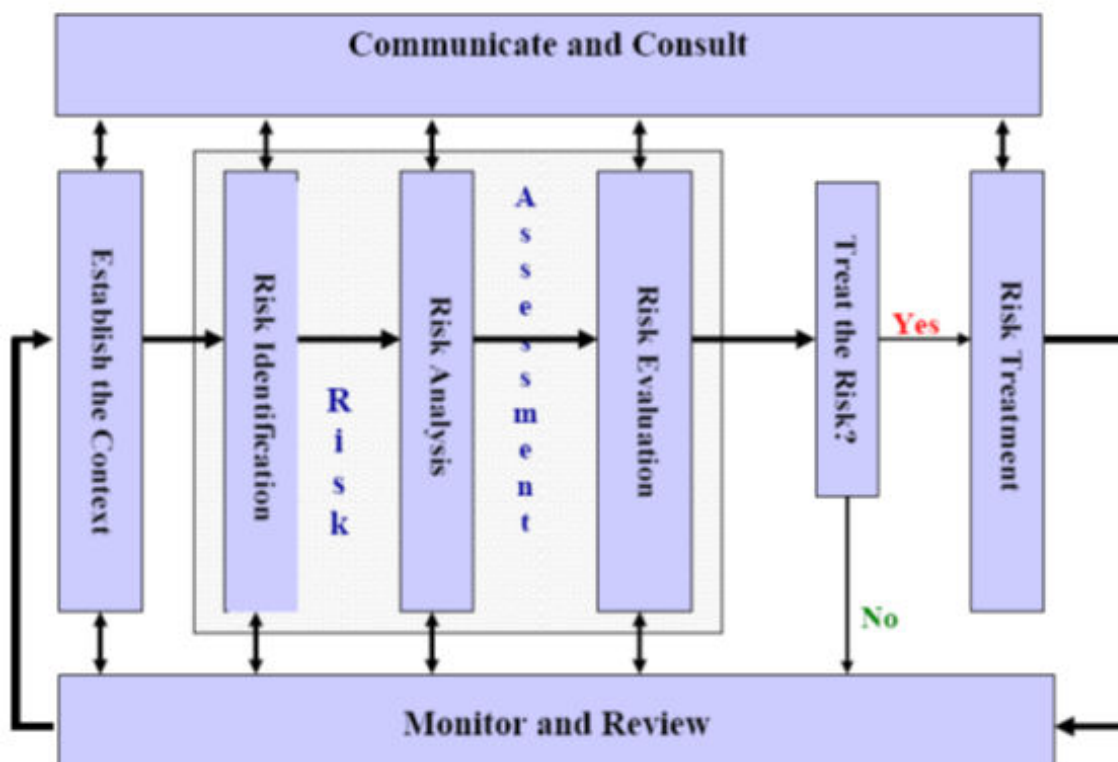 Communicate and Consult
Establish the Context
Risk Identification
Risk
Risk Analysis
Assessment
Risk Evaluation
Treat the Risk?
Yes
No
Risk Treatment
Monitor and Review